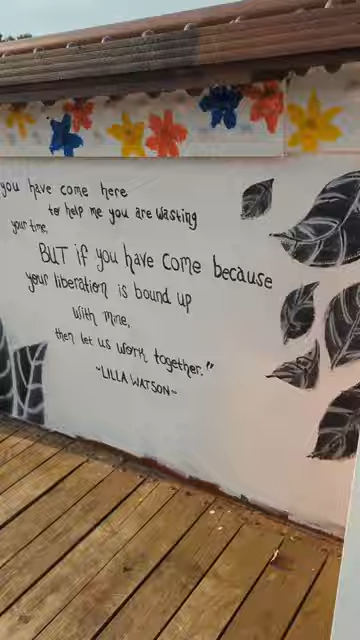 you have come here
to help me you are wasting
your time,
BUT if you have come because
your liberation is bound up
with mine,
then let us work together."
~LILLA WATSON~